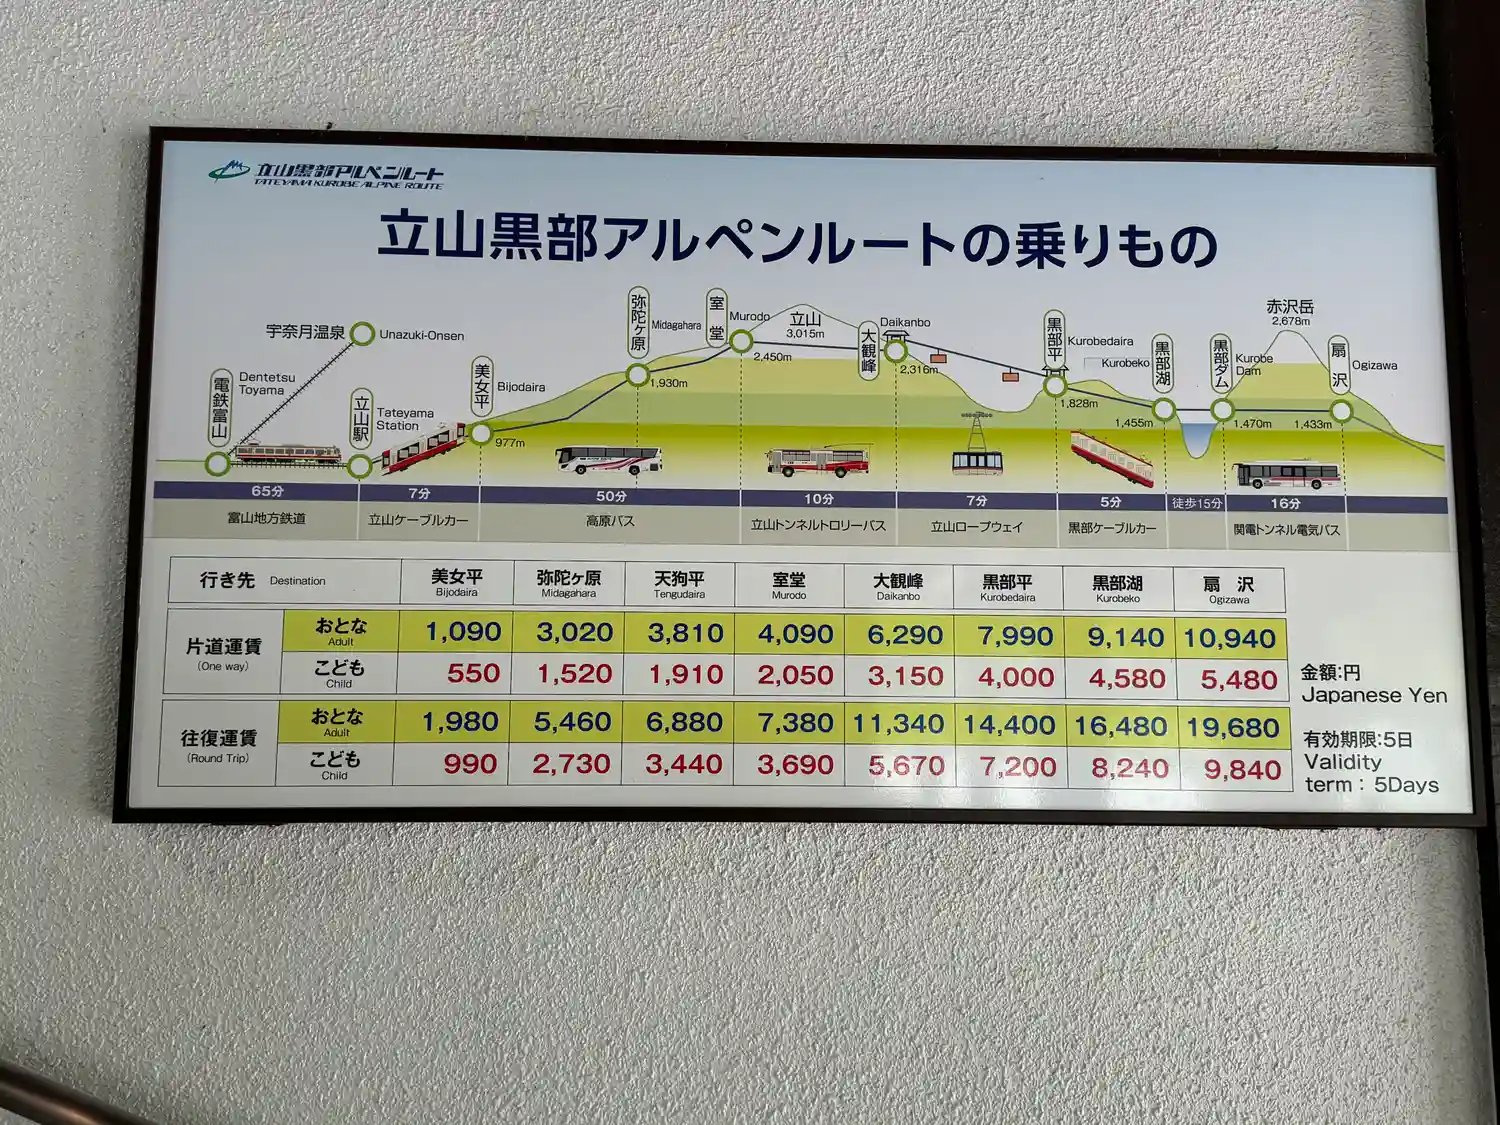 立山黒部アルペンルート
TATEYAMA KUROBE ALPINE ROUTE
立山黒部アルペンルートの乗りもの
宇奈月温泉 Unazuki-Onsen
電鉄富山
Dentetsu
Toyama
立山駅
Tateyama
Station
美女平
Bijodaira
977m
弥陀ヶ原
Midagahara
1,930m
室堂
Murodo
2,450m
立山
3,015m
大観峰
Daikanbo
2,316m
黒部平
Kurobedaira
1,828m
黒部湖
Kurobeko
1,455m
黒部ダム
Kurobe
Dam
1,470m
赤沢岳
2,678m
扇沢
Ogizawa
1,433m
65分 7分 50分 10分 7分 5分 徒歩15分 16分
富山地方鉄道 立山ケーブルカー 高原バス 立山トンネルトロリーバス 立山ロープウェイ 黒部ケーブルカー 関電トンネル電気バス
行き先 Destination 美女平 弥陀ヶ原 天狗平 室堂 大観峰 黒部平 黒部湖 扇沢
Bijodaira Midagahara Tengudaira Murodo Daikanbo Kurobedaira Kurobeko Ogizawa
片道運賃
(One way)
おとな
Adult
1,090 3,020 3,810 4,090 6,290 7,990 9,140 10,940
こども
Child
550 1,520 1,910 2,050 3,150 4,000 4,580 5,480
往復運賃
(Round Trip)
おとな
Adult
1,980 5,460 6,880 7,380 11,340 14,400 16,480 19,680
こども
Child
990 2,730 3,440 3,690 5,670 7,200 8,240 9,840
金額:円
Japanese Yen
有効期限:5日
Validity
term : 5Days